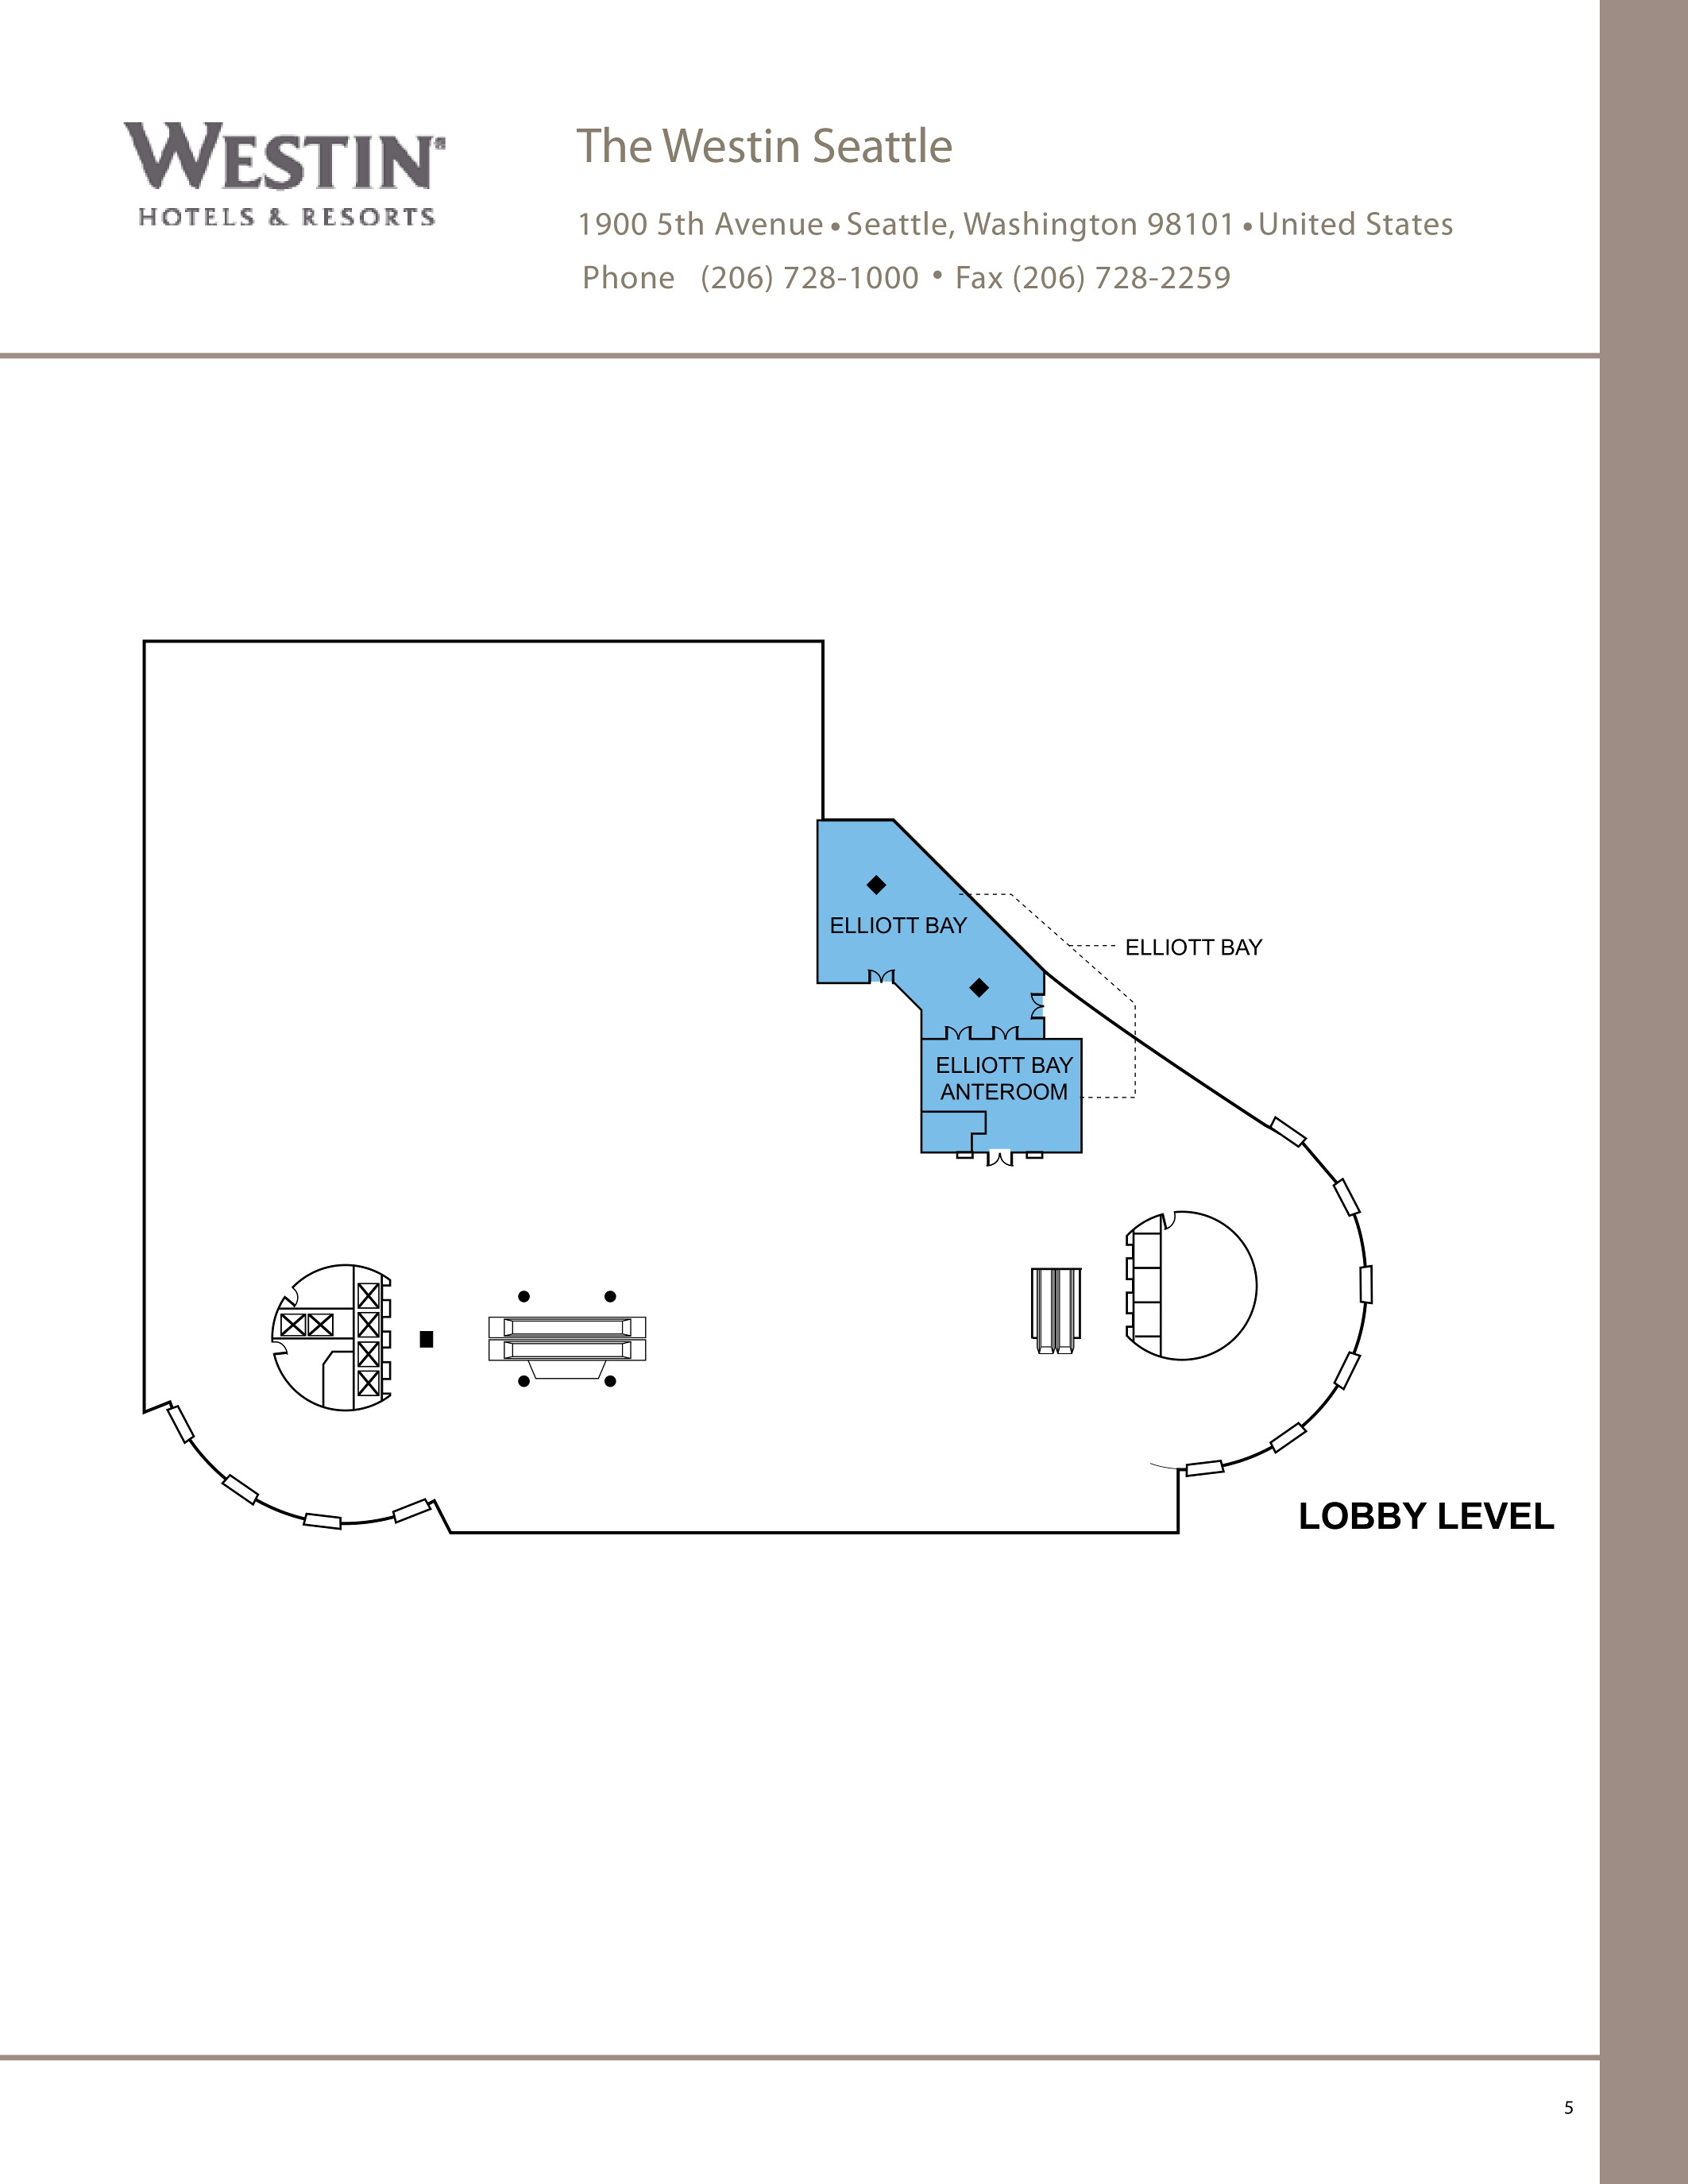 WESTIN®
HOTELS & RESORTS
The Westin Seattle
1900 5th Avenue • Seattle, Washington 98101 • United States
Phone (206) 728-1000 • Fax (206) 728-2259
ELLIOTT BAY
ELLIOTT BAY
ELLIOTT BAY
ANTEROOM
LOBBY LEVEL
5